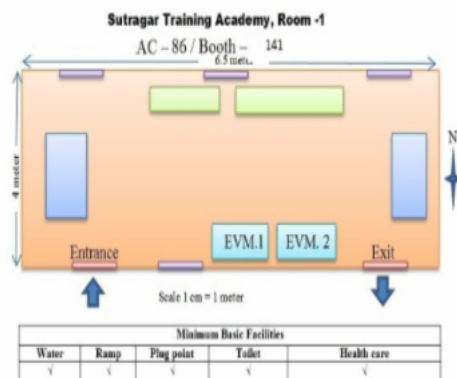 Sutragar Training Academy, Room -1
AC – 86 / Booth – 141
6.5 mete..
4 meter
N
EVM.1 EVM. 2
Entrance Exit
Scale 1 cm = 1 meter
Minimum Basic Facilities
Water Ramp Plug point Toilet Health care
√ √ √ √ √